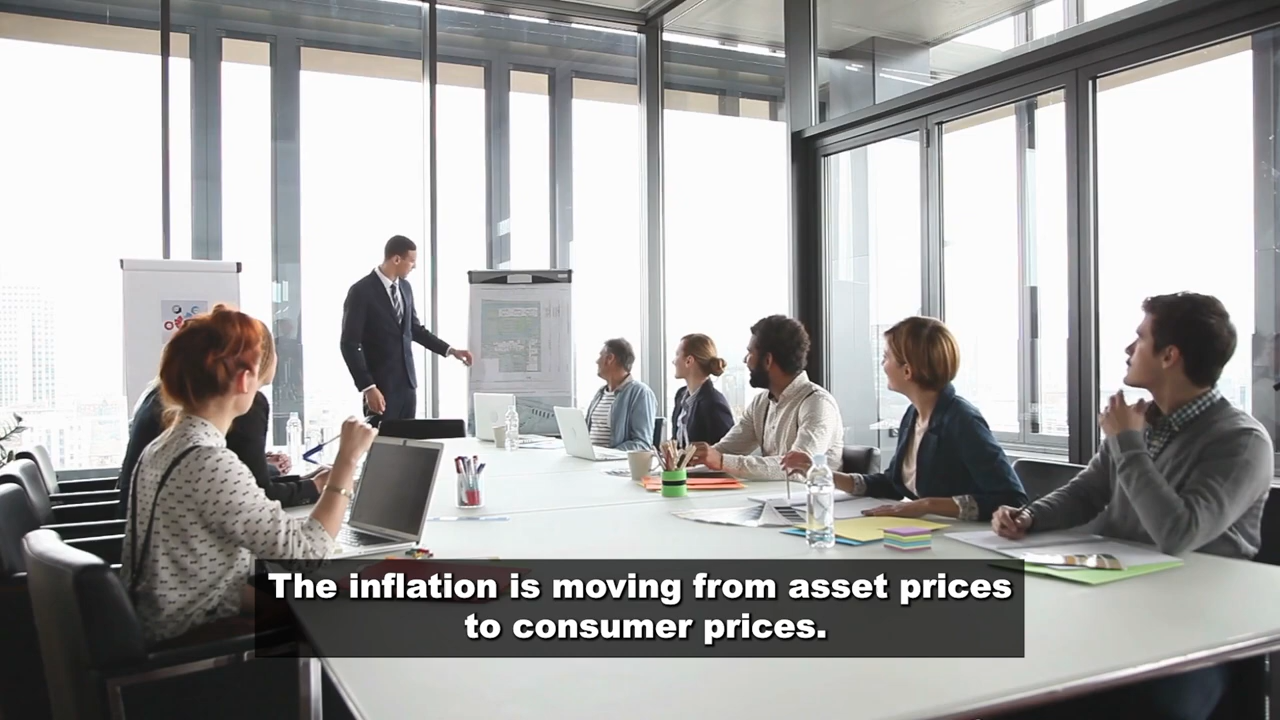 The inflation is moving from asset prices
to consumer prices.